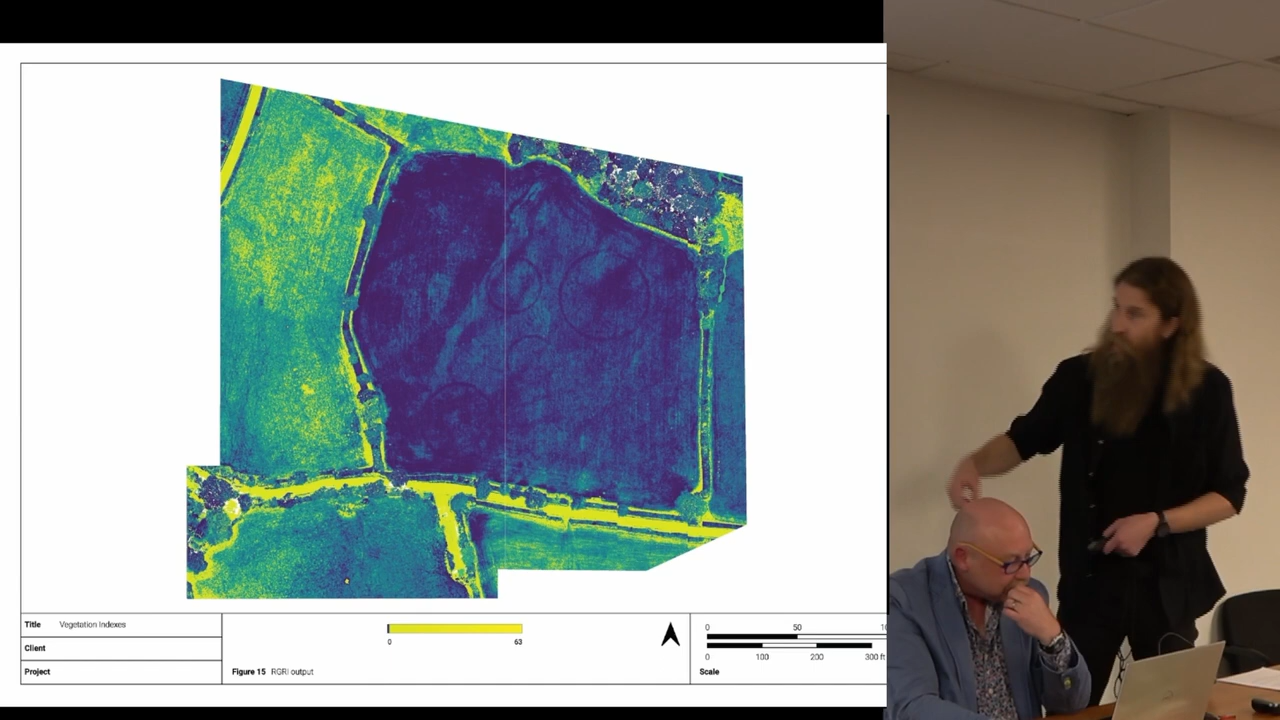 Title Vegetation Indexes
Client
Project
0 63
Figure 15 RGRI output
0 50
0 100 200 300 ft
Scale